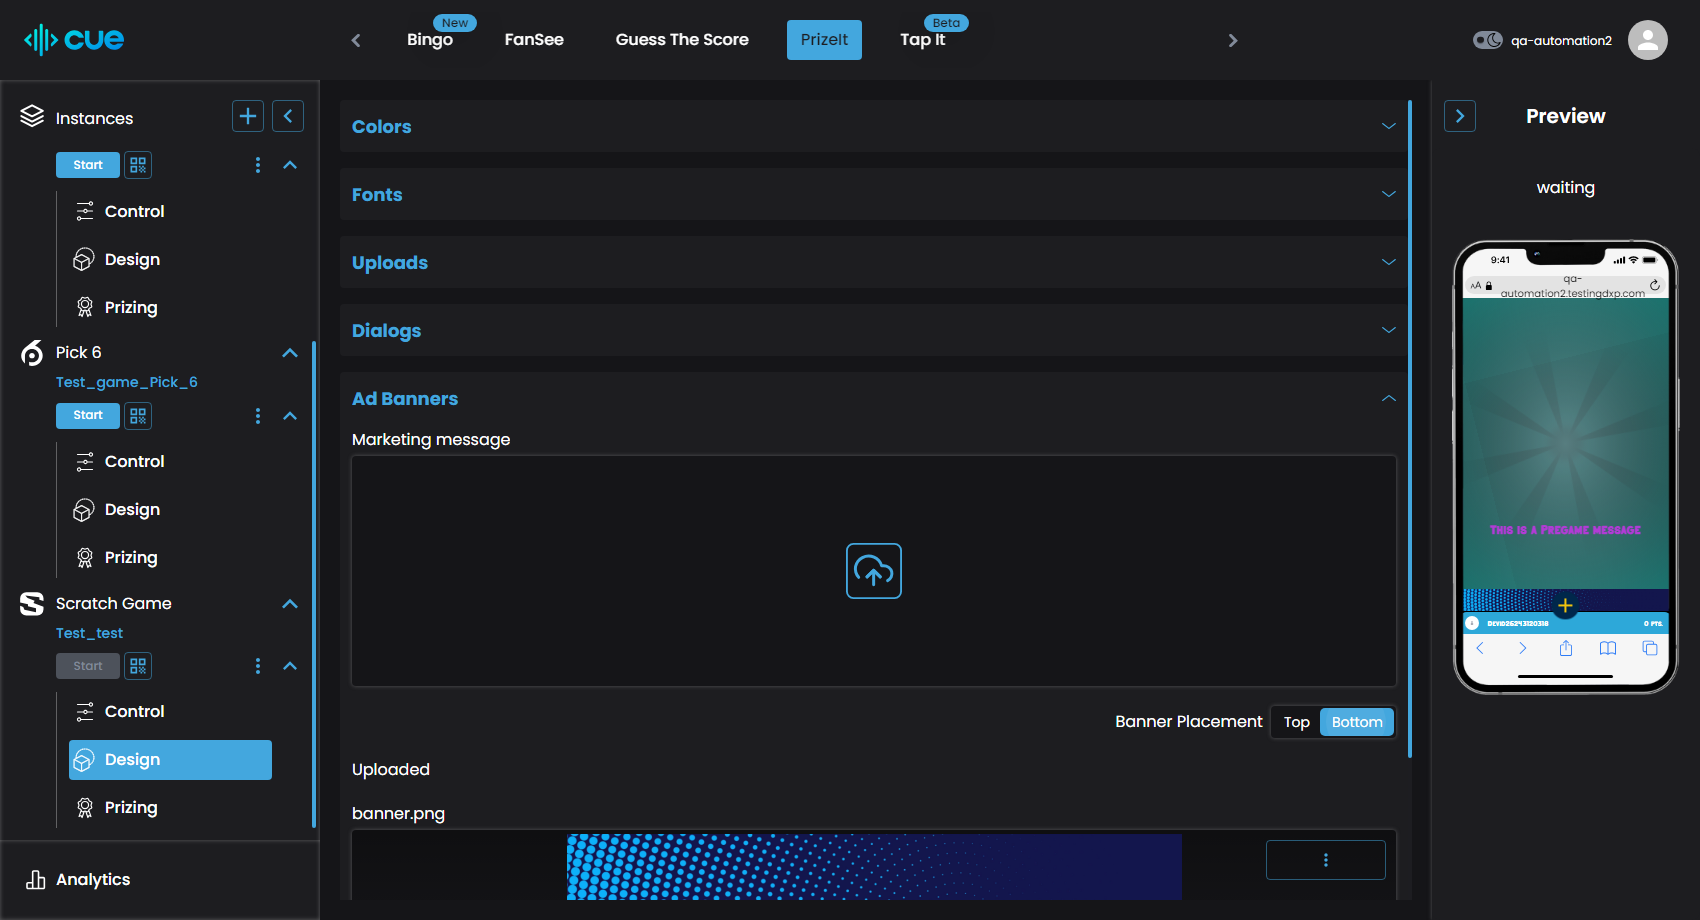 cue
Bingo
New
FanSee
Guess The Score
PrizeIt
Tap It
Beta
qa-automation2
Instances
Start
Control
Design
Prizing
Pick 6
Test_game_Pick_6
Start
Control
Design
Prizing
Scratch Game
Test_test
Start
Control
Design
Prizing
Analytics
Colors
Fonts
Uploads
Dialogs
Ad Banners
Marketing message
Banner Placement
Top
Bottom
Uploaded
banner.png
Preview
waiting
9:41
AA
qa-
automation2.testingdxp.com
This is a Pregame message
0 PTS.